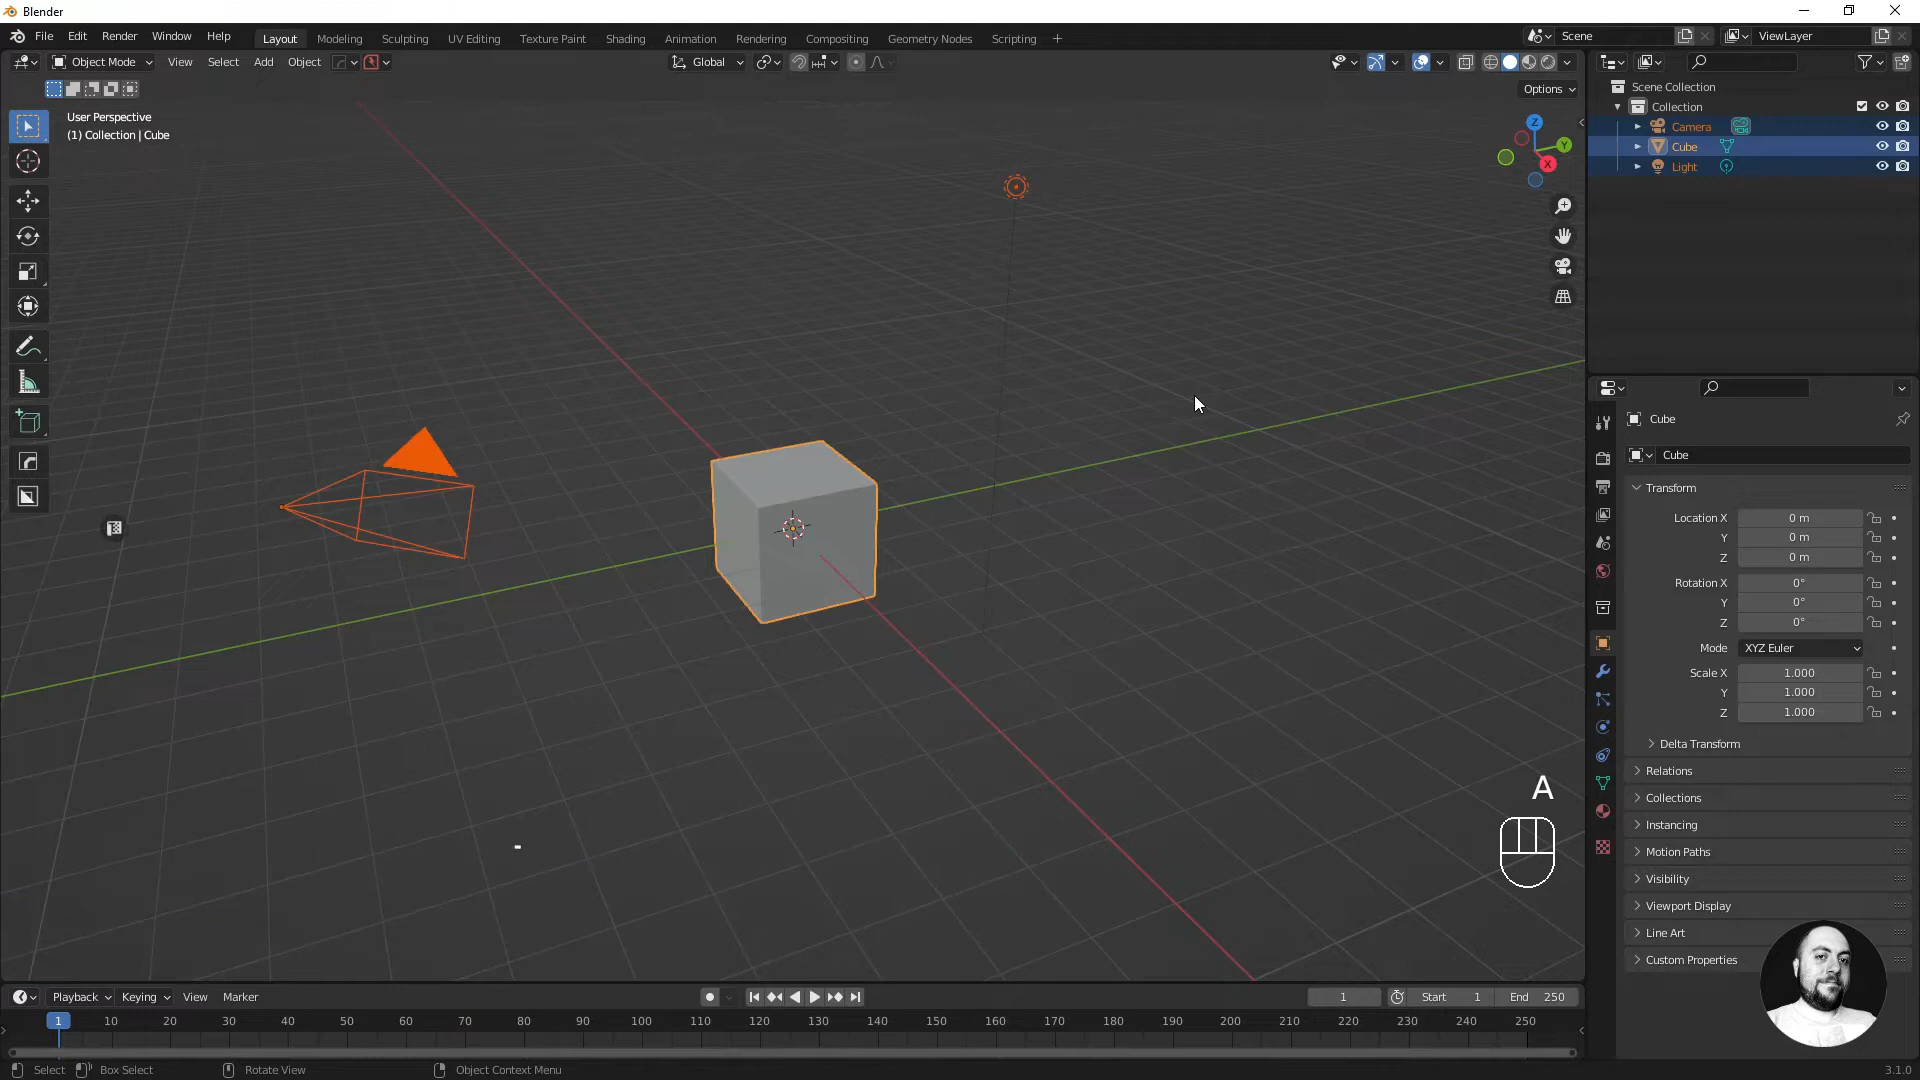 Blender
File Edit Render Window Help Layout Modeling Sculpting UV Editing Texture Paint Shading Animation Rendering Compositing Geometry Nodes Scripting + Scene ViewLayer
Object Mode View Select Add Object Global
Options
User Perspective
(1) Collection | Cube
Z
Y
X
Scene Collection
Collection
Camera
Cube
Light
Cube
Cube
Transform
Location X 0 m
Y 0 m
Z 0 m
Rotation X 0°
Y 0°
Z 0°
Mode XYZ Euler
Scale X 1.000
Y 1.000
Z 1.000
Delta Transform
Relations
Collections
Instancing
Motion Paths
Visibility
Viewport Display
Line Art
Custom Properties
A
-
Playback Keying View Marker 1 Start 1 End 250
1 10 20 30 40 50 60 70 80 90 100 110 120 130 140 150 160 170 180 190 200 210 220 230 240 250
Select Box Select Rotate View Object Context Menu 3.1.0